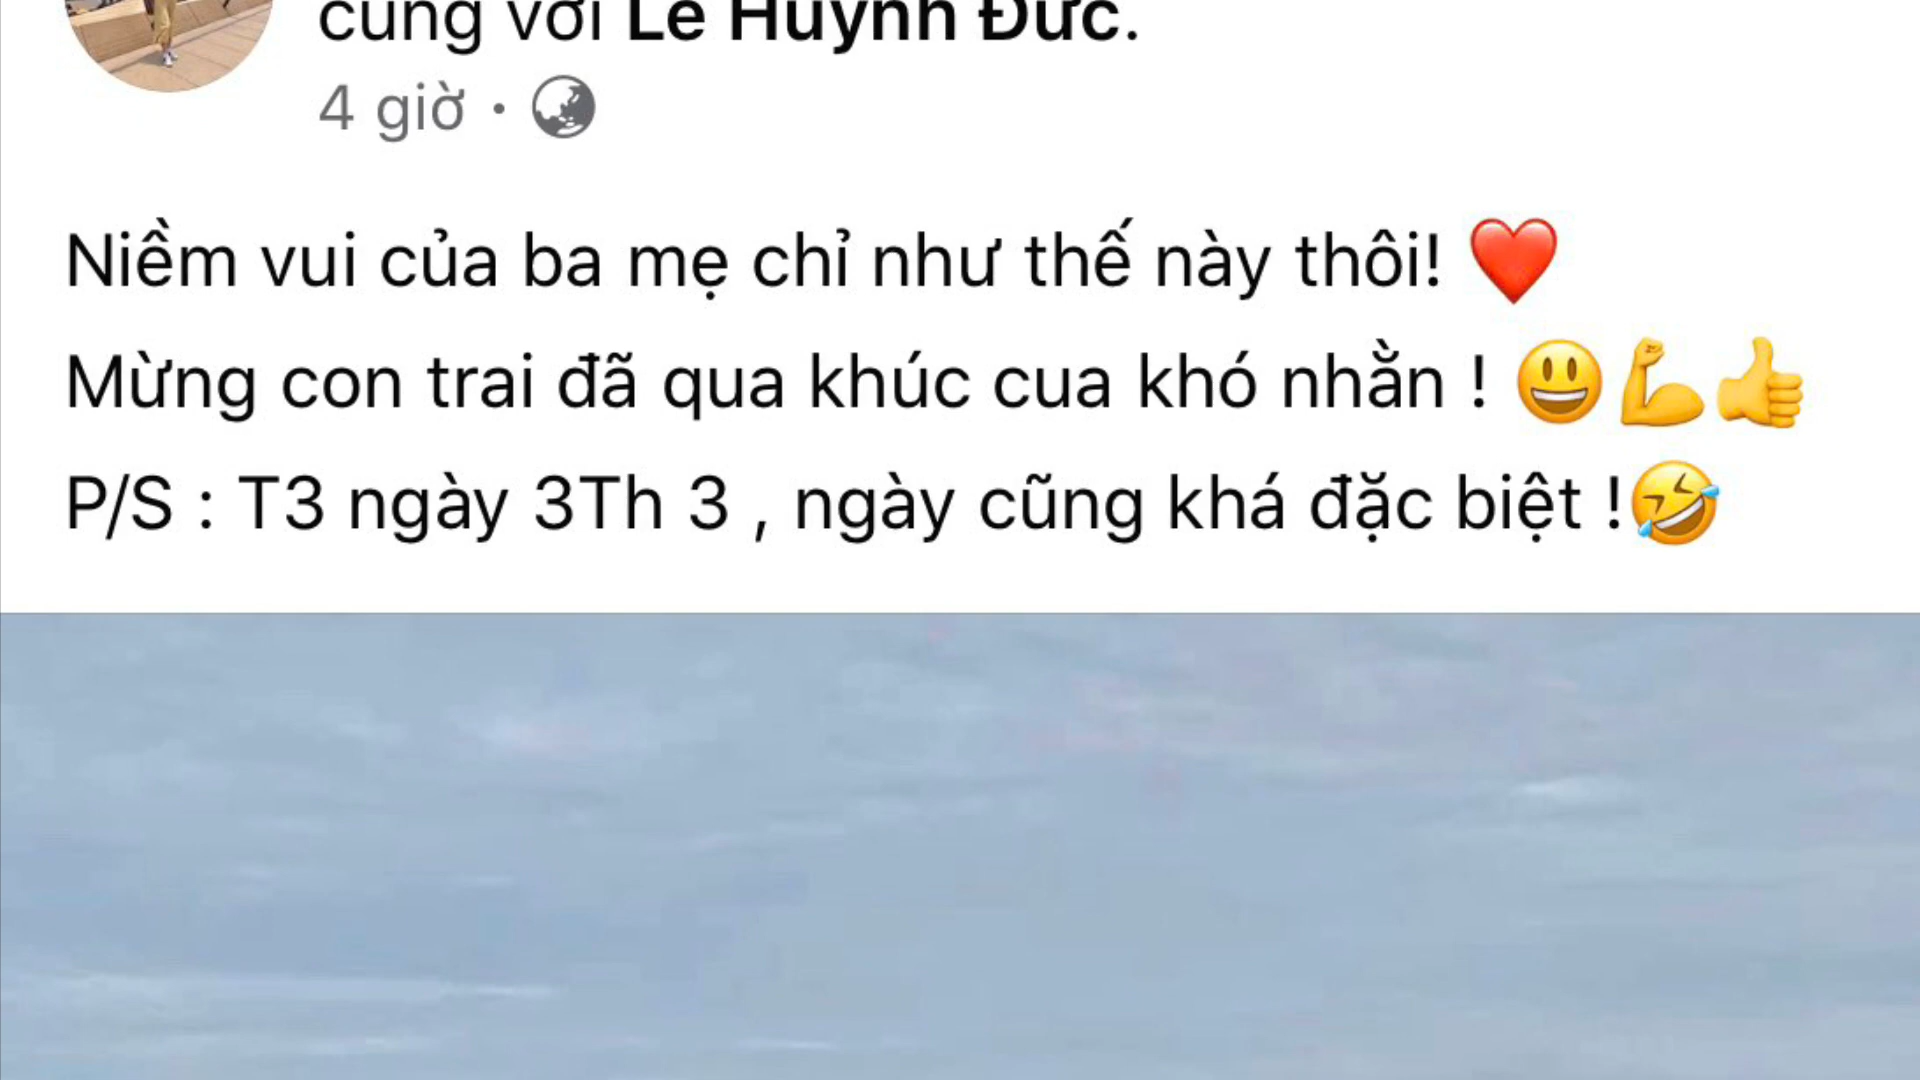 cùng với Lê Huỳnh Đức.
4 giờ ·
Niềm vui của ba mẹ chỉ như thế này thôi! ❤️
Mừng con trai đã qua khúc cua khó nhằn ! 😃💪👍
P/S : T3 ngày 3Th 3 , ngày cũng khá đặc biệt !🤣